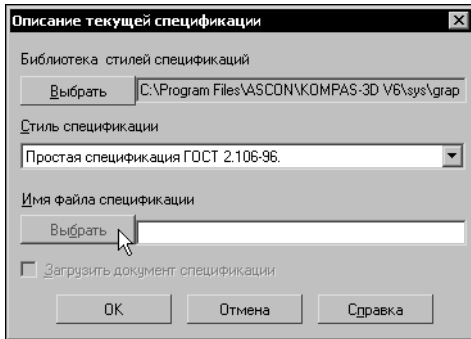 Описание текущей спецификации
Библиотека стилей спецификаций
Выбрать C:\Program Files\ASCON\KOMPAS-3D V6\sys\grap
Стиль спецификации
Простая спецификация ГОСТ 2.106-96.
Имя файла спецификации
Выбрать
Загрузить документ спецификации
OK Отмена Справка